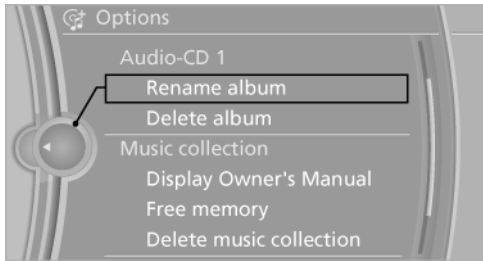 Options
Audio-CD 1
Rename album
Delete album
Music collection
Display Owner's Manual
Free memory
Delete music collection